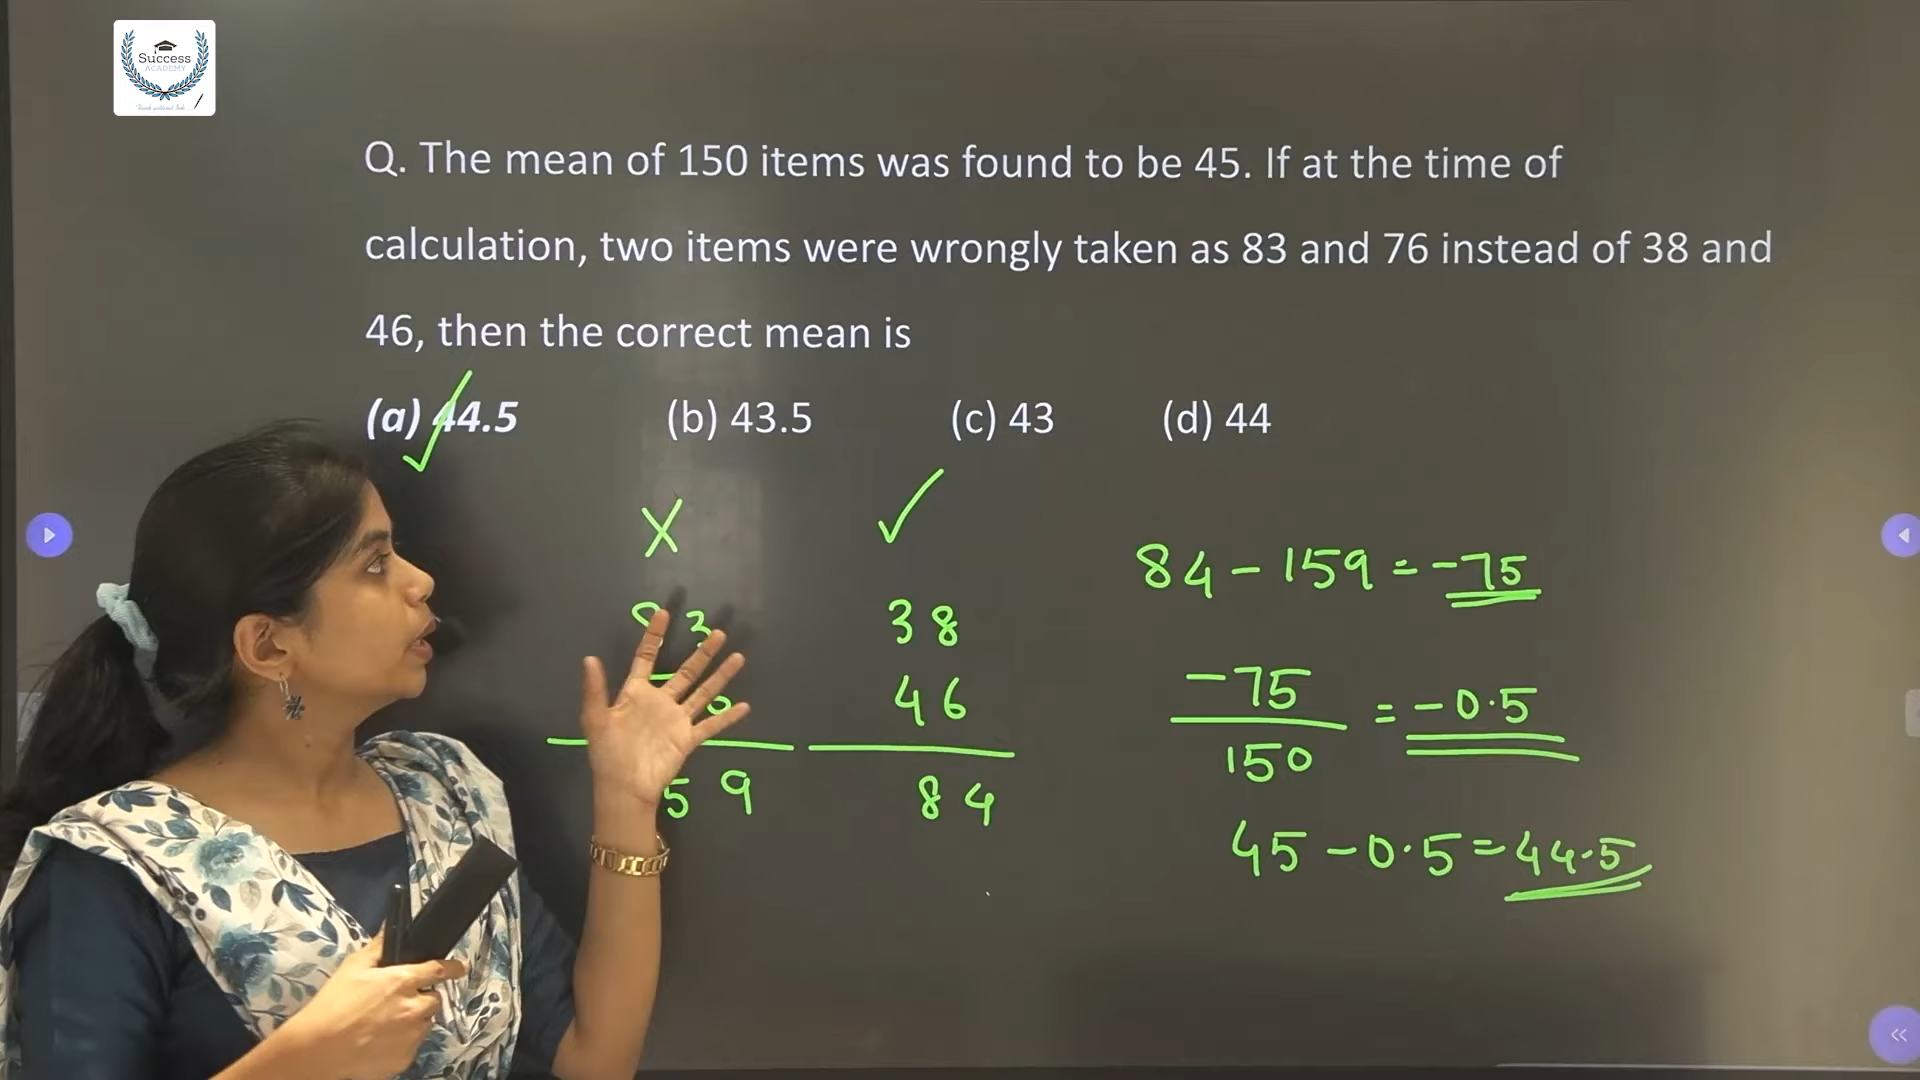 Success
ACADEMY
Q. The mean of 150 items was found to be 45. If at the time of
calculation, two items were wrongly taken as 83 and 76 instead of 38 and
46, then the correct mean is
(a) 44.5 (b) 43.5 (c) 43 (d) 44
X ✓
3 38
46
59 84
84 - 159 = -75
-75
150
= -0.5
45 - 0.5 = 44.5